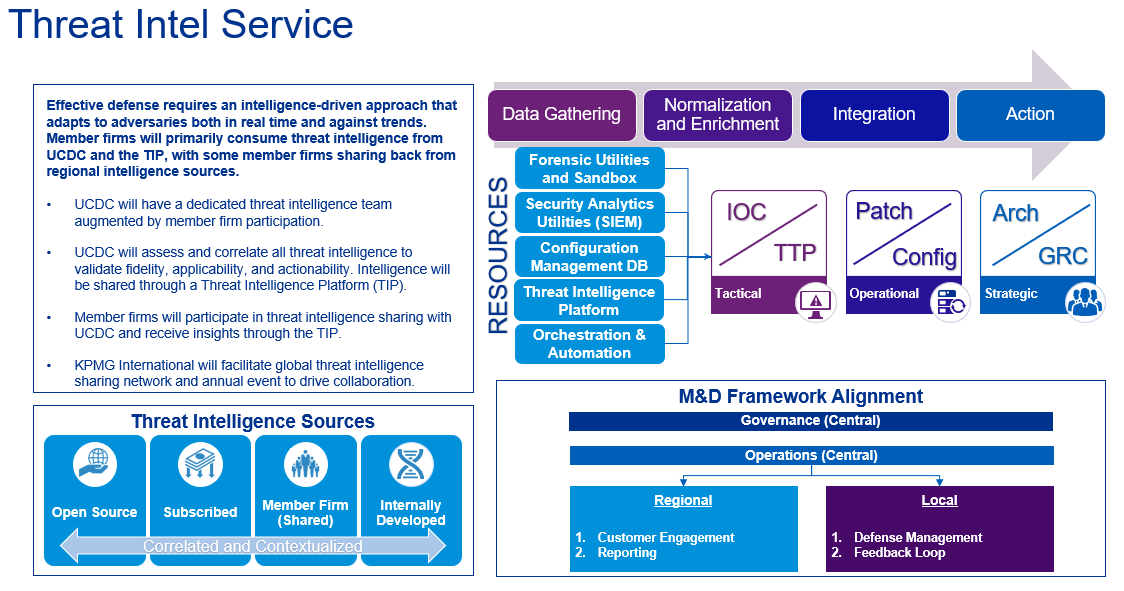 Threat Intel Service
Effective defense requires an intelligence-driven approach that
adapts to adversaries both in real time and against trends.
Member firms will primarily consume threat intelligence from
UCDC and the TIP, with some member firms sharing back from
regional intelligence sources.
• UCDC will have a dedicated threat intelligence team
augmented by member firm participation.
• UCDC will assess and correlate all threat intelligence to
validate fidelity, applicability, and actionability. Intelligence will
be shared through a Threat Intelligence Platform (TIP).
• Member firms will participate in threat intelligence sharing with
UCDC and receive insights through the TIP.
• KPMG International will facilitate global threat intelligence
sharing network and annual event to drive collaboration.
Threat Intelligence Sources
Open Source
Subscribed
Member Firm
(Shared)
Internally
Developed
Correlated and Contextualized
Data Gathering
Normalization
and Enrichment
Integration
Action
RESOURCES
Forensic Utilities
and Sandbox
Security Analytics
Utilities (SIEM)
Configuration
Management DB
Threat Intelligence
Platform
Orchestration &
Automation
IOC
TTP
Tactical
Patch
Config
Operational
Arch
GRC
Strategic
M&D Framework Alignment
Governance (Central)
Operations (Central)
Regional
1. Customer Engagement
2. Reporting
Local
1. Defense Management
2. Feedback Loop